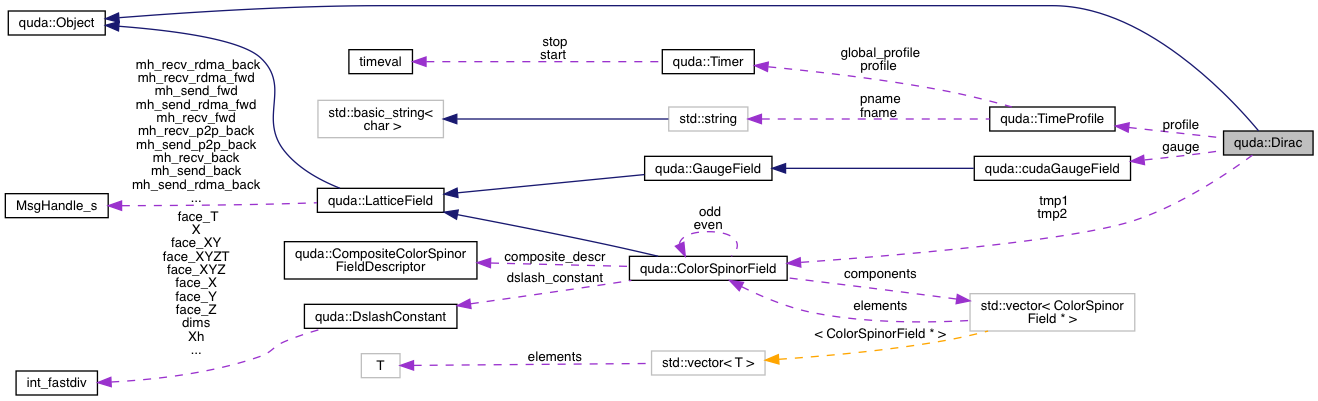 quda::Object
stop
start
timeval
quda::Timer
global_profile
profile
mh_recv_rdma_back
mh_recv_rdma_fwd
mh_send_fwd
mh_send_rdma_fwd
mh_recv_fwd
mh_recv_p2p_back
mh_send_p2p_back
mh_recv_back
mh_send_back
mh_send_rdma_back
...
std::basic_string<
char >
std::string
pname
fname
quda::TimeProfile
profile
gauge
quda::Dirac
quda::GaugeField
quda::cudaGaugeField
MsgHandle_s
quda::LatticeField
tmp1
tmp2
face_T
X
face_XY
face_XYZT
face_XYZ
face_X
face_Y
face_Z
dims
Xh
...
odd
even
quda::CompositeColorSpinor
FieldDescriptor
composite_descr
dslash_constant
quda::ColorSpinorField
components
elements
std::vector< ColorSpinor
Field * >
quda::DslashConstant
< ColorSpinorField * >
T
elements
std::vector< T >
int_fastdiv